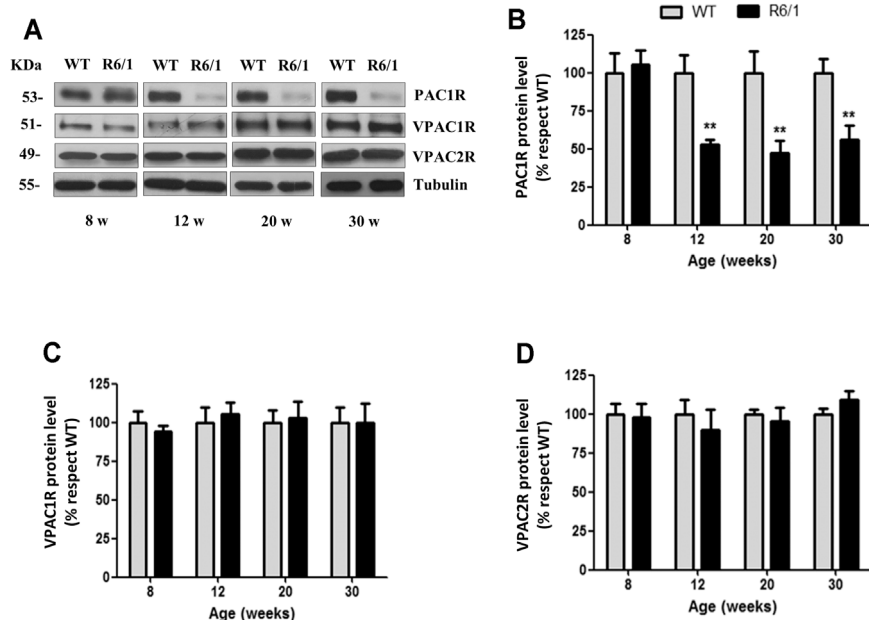 A
KDa
WT R6/1 WT R6/1 WT R6/1 WT R6/1
53- PAC1R
51- VPAC1R
49- VPAC2R
55- Tubulin
8 w 12 w 20 w 30 w
B
WT R6/1
PAC1R protein level
(% respect WT)
125
100
75
50
25
0
** ** **
8 12 20 30
Age (weeks)
C
VPAC1R protein level
(% respect WT)
125
100
75
50
25
0
8 12 20 30
Age (weeks)
D
VPAC2R protein level
(% respect WT)
125
100
75
50
25
0
8 12 20 30
Age (weeks)